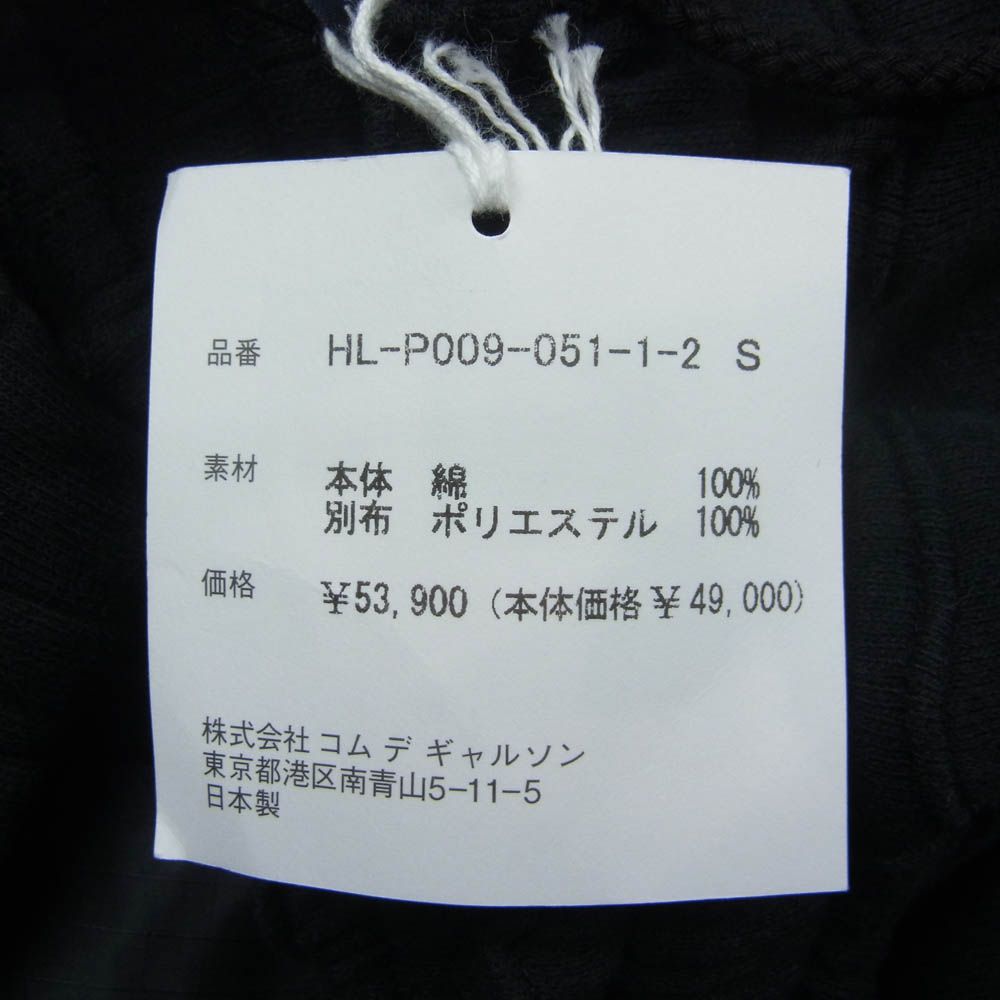 品番 HL-P009-051-1-2 S
素材 本体 綿 100%
別布 ポリエステル 100%
価格 ¥53,900 (本体価格¥49,000)
株式会社 コム デ ギャルソン
東京都港区南青山5-11-5
日本製